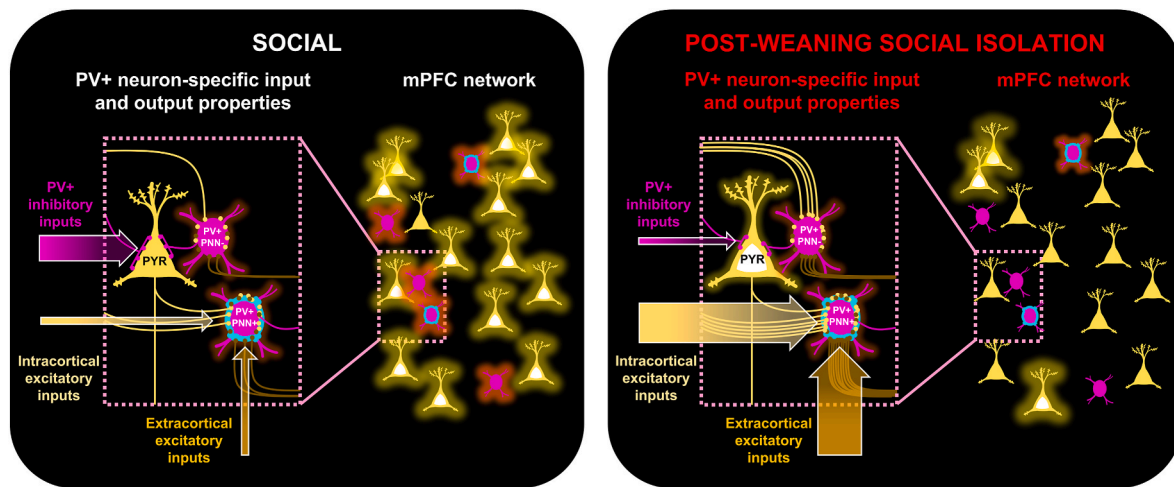 SOCIAL
PV+ neuron-specific input
and output properties
mPFC network
PV+
inhibitory
inputs
PV+
PNN-
PYR
PV+
PNN+
Intracortical
excitatory
inputs
Extracortical
excitatory
inputs
POST-WEANING SOCIAL ISOLATION
PV+ neuron-specific input
and output properties
mPFC network
PV+
inhibitory
inputs
PV+
PNN-
PYR
PV+
PNN+
Intracortical
excitatory
inputs
Extracortical
excitatory
inputs